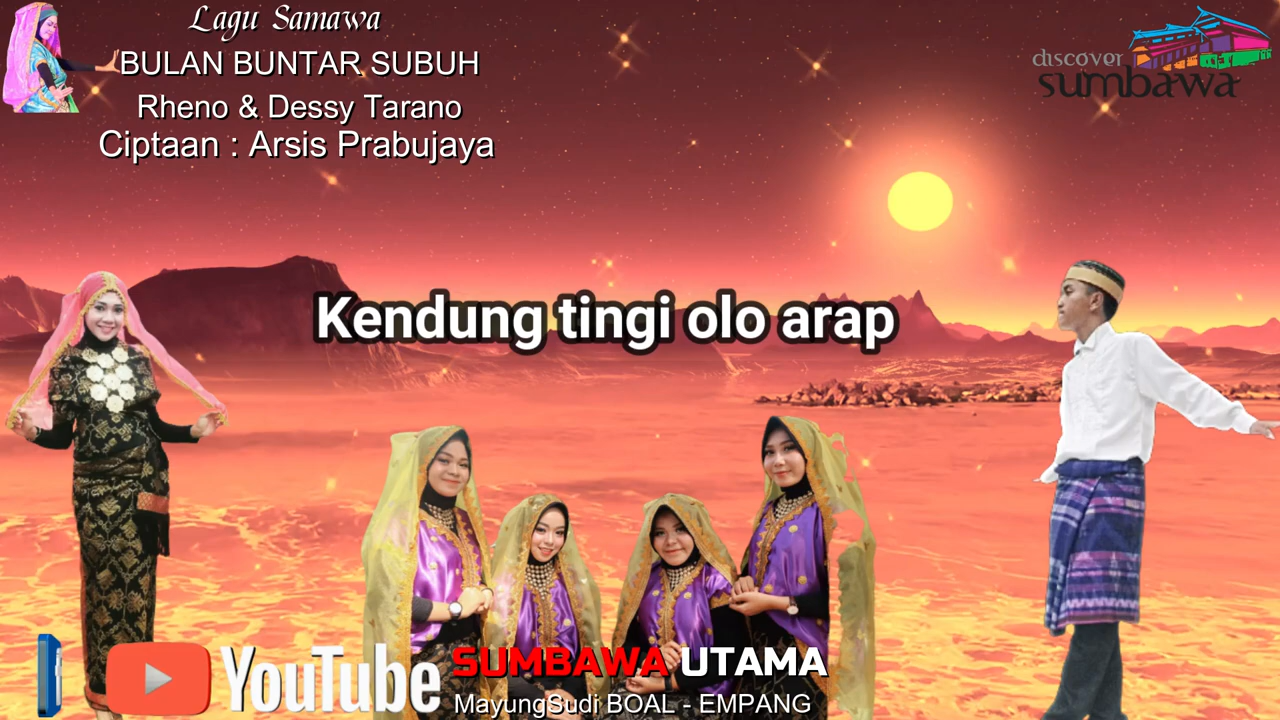 Lagu Samawa
BULAN BUNTAR SUBUH
Rheno & Dessy Tarano
Ciptaan : Arsis Prabujaya
discover
sumbawa
Kendung tingi olo arap
f
YouTube
SUMBAWA UTAMA
MayungSudi BOAL - EMPANG